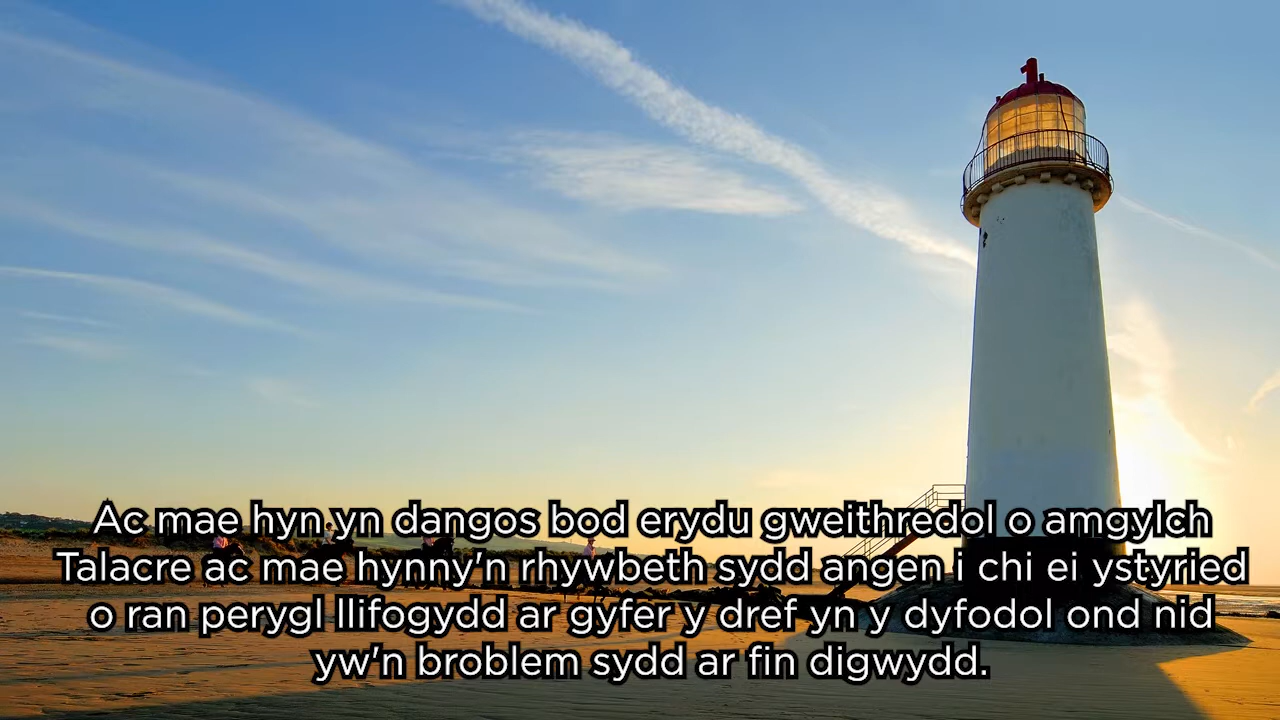 Ac mae hyn yn dangos bod erydu gweithredol o amgylch
Talacre ac mae hynny'n rhywbeth sydd angen i chi ei ystyried
o ran perygl llifogydd ar gyfer y dref yn y dyfodol ond nid
yw'n broblem sydd ar fin digwydd.